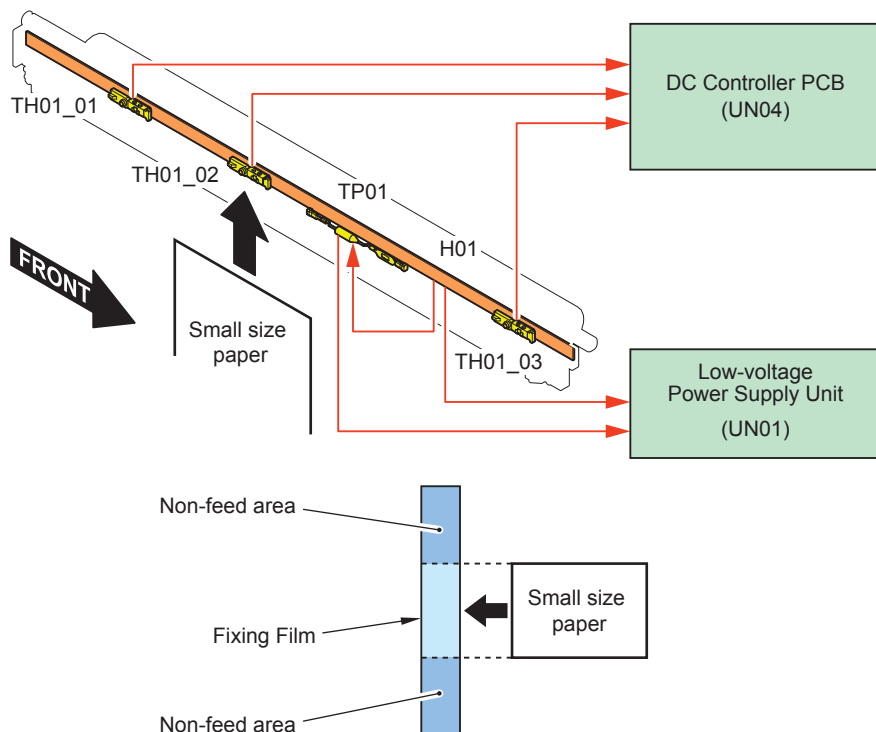 DC Controller PCB
(UN04)
TH01_01
TH01_02
TP01
H01
FRONT
Small size
paper
TH01_03
Low-voltage
Power Supply Unit
(UN01)
Non-feed area
Small size
paper
Fixing Film
Non-feed area